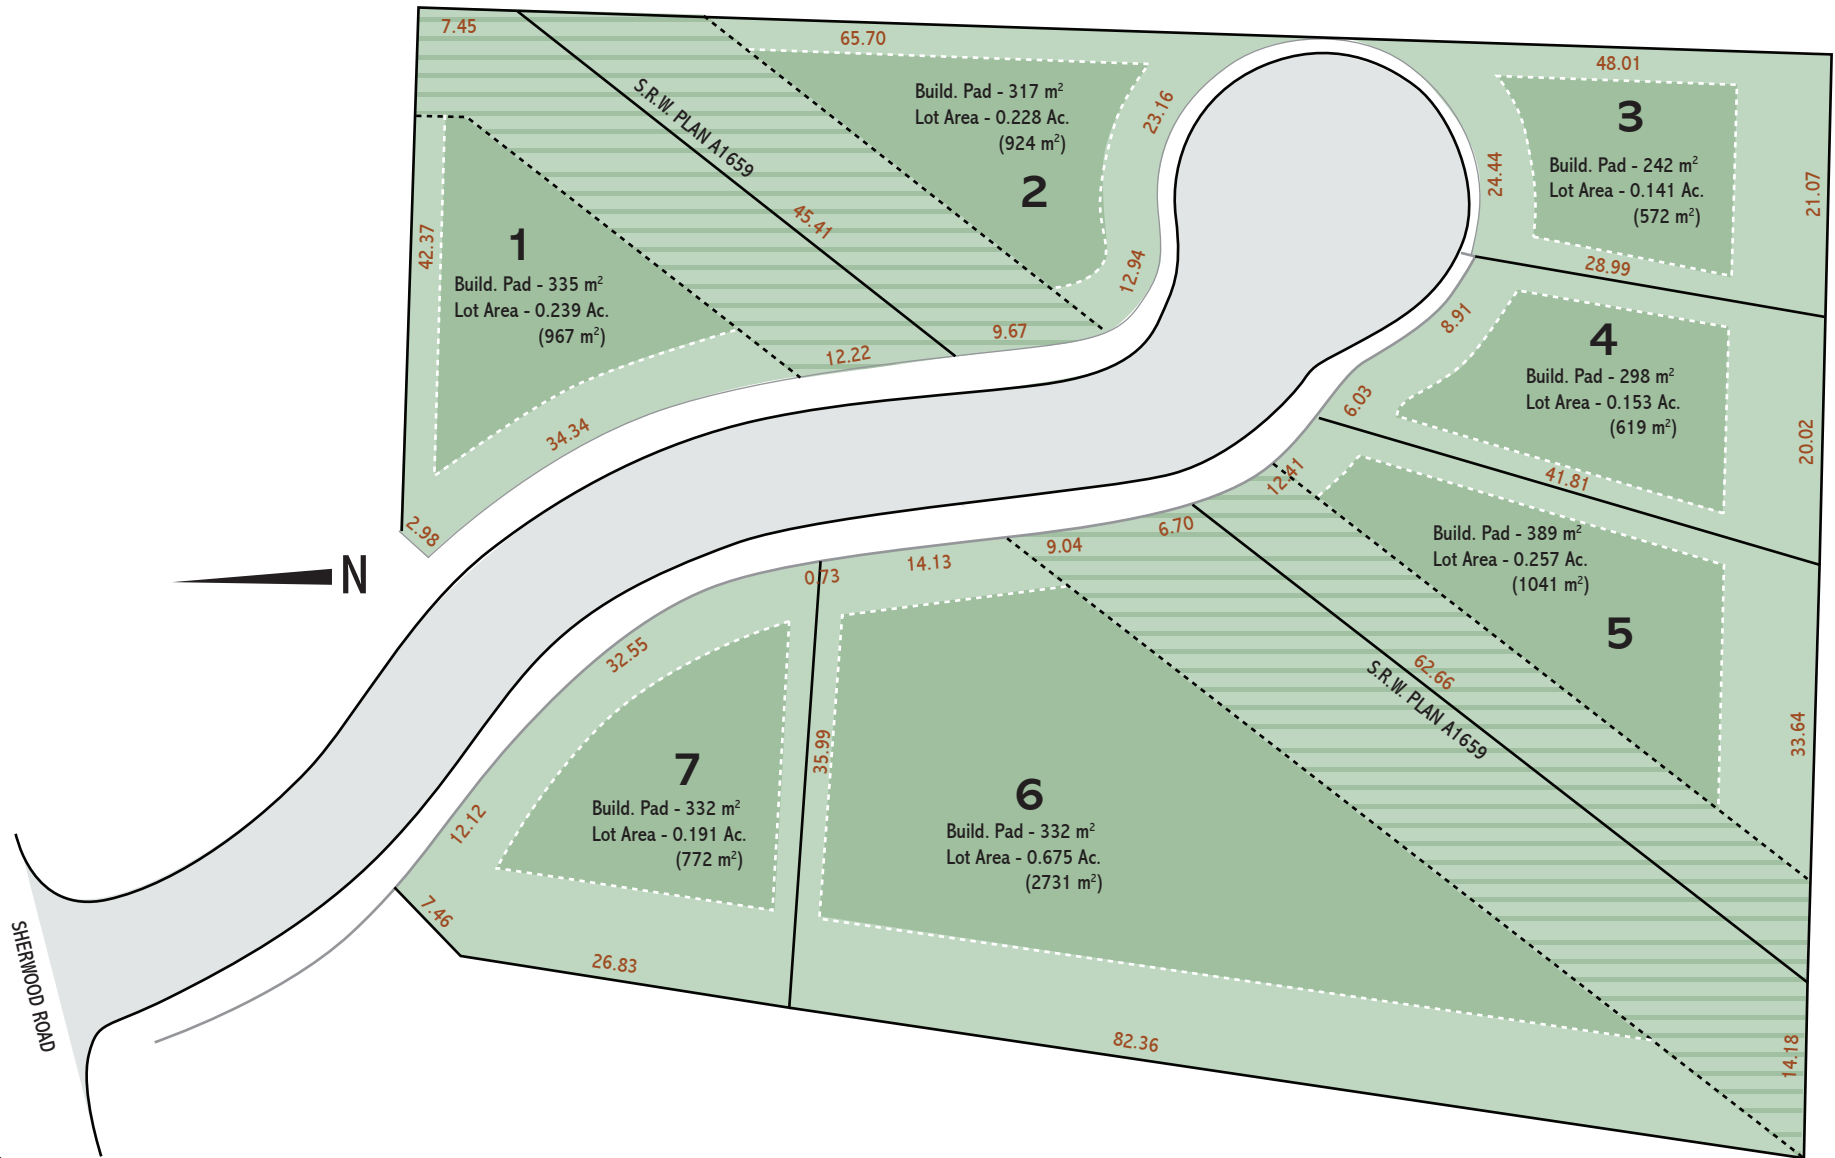 7.45
65.70
48.01
S.R.W. PLAN A1659
45.41
Build. Pad - 317 m²
Lot Area - 0.228 Ac.
(924 m²)
2
23.16
12.94
24.44
3
Build. Pad - 242 m²
Lot Area - 0.141 Ac.
(572 m²)
21.07
28.99
42.37
1
Build. Pad - 335 m²
Lot Area - 0.239 Ac.
(967 m²)
34.34
12.22
9.67
2.98
8.91
6.03
4
Build. Pad - 298 m²
Lot Area - 0.153 Ac.
(619 m²)
20.02
41.81
12.41
6.70
9.04
14.13
0.73
N
Build. Pad - 389 m²
Lot Area - 0.257 Ac.
(1041 m²)
5
33.64
62.66
S.R.W. PLAN A1659
32.55
12.12
7.46
7
Build. Pad - 332 m²
Lot Area - 0.191 Ac.
(772 m²)
35.99
26.83
6
Build. Pad - 332 m²
Lot Area - 0.675 Ac.
(2731 m²)
82.36
14.18
SHERWOOD ROAD